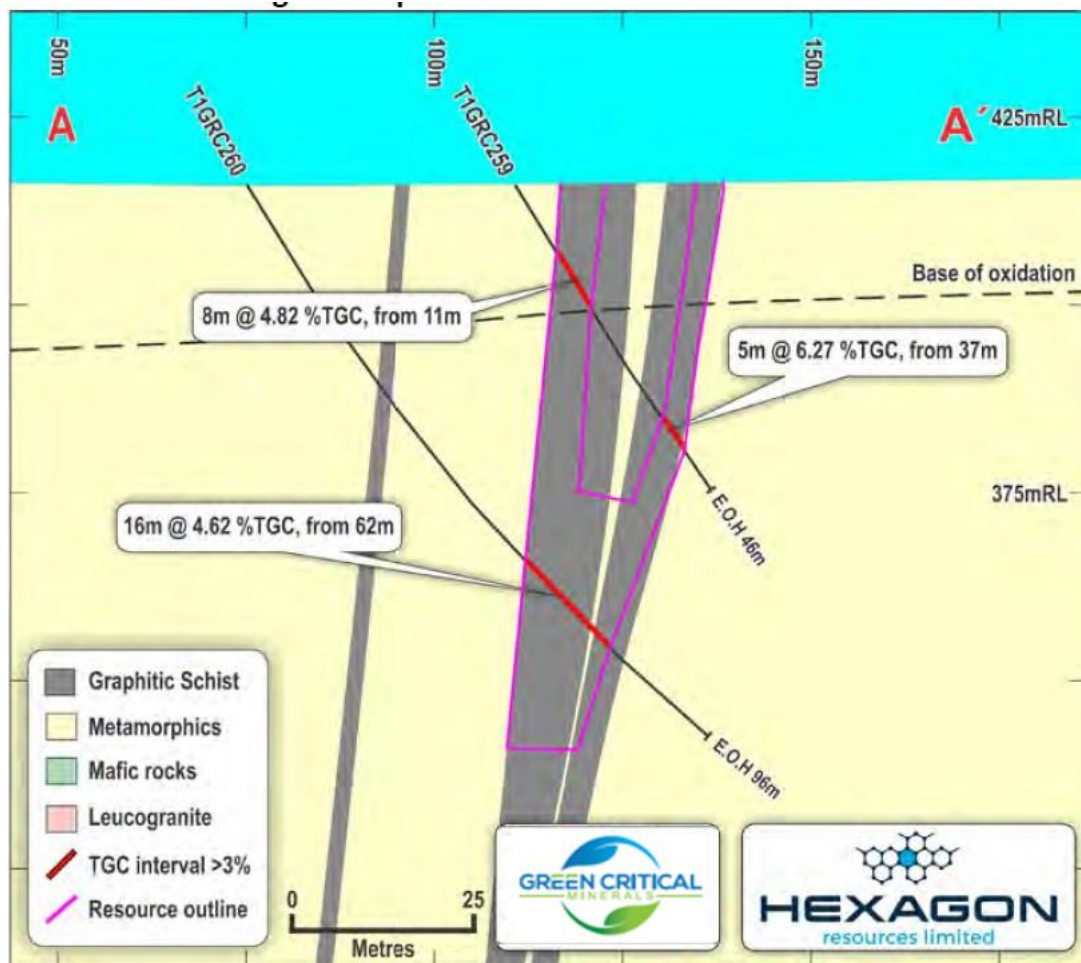 50m
100m
150m
A
T1GRC260
T1GRC259
A´
425mRL
Base of oxidation
8m @ 4.82 %TGC, from 11m
5m @ 6.27 %TGC, from 37m
375mRL
E.O.H 46m
16m @ 4.62 %TGC, from 62m
E.O.H 96m
Graphitic Schist
Metamorphics
Mafic rocks
Leucogranite
TGC interval >3%
Resource outline
0
25
Metres
GREEN CRITICAL
MINERALS
HEXAGON
resources limited